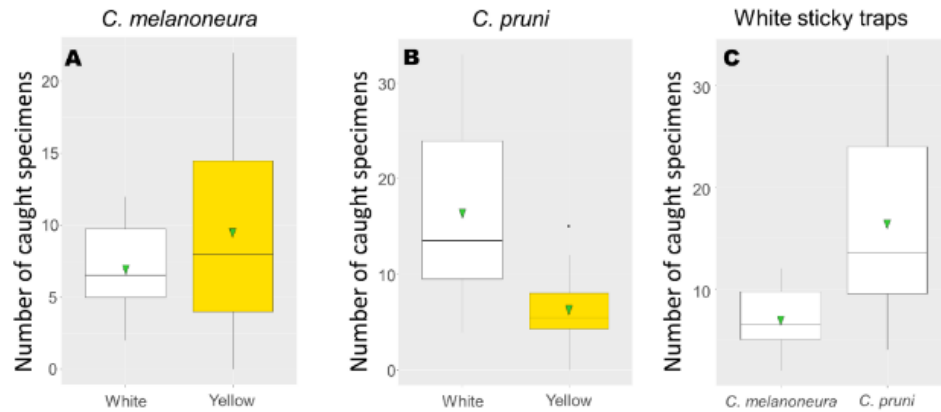 C. melanoneura
A
Number of caught specimens
20
15
10
5
0
White Yellow
C. pruni
B
Number of caught specimens
30
20
10
0
White Yellow
White sticky traps
C
Number of caught specimens
30
20
10
C. melanoneura C. pruni